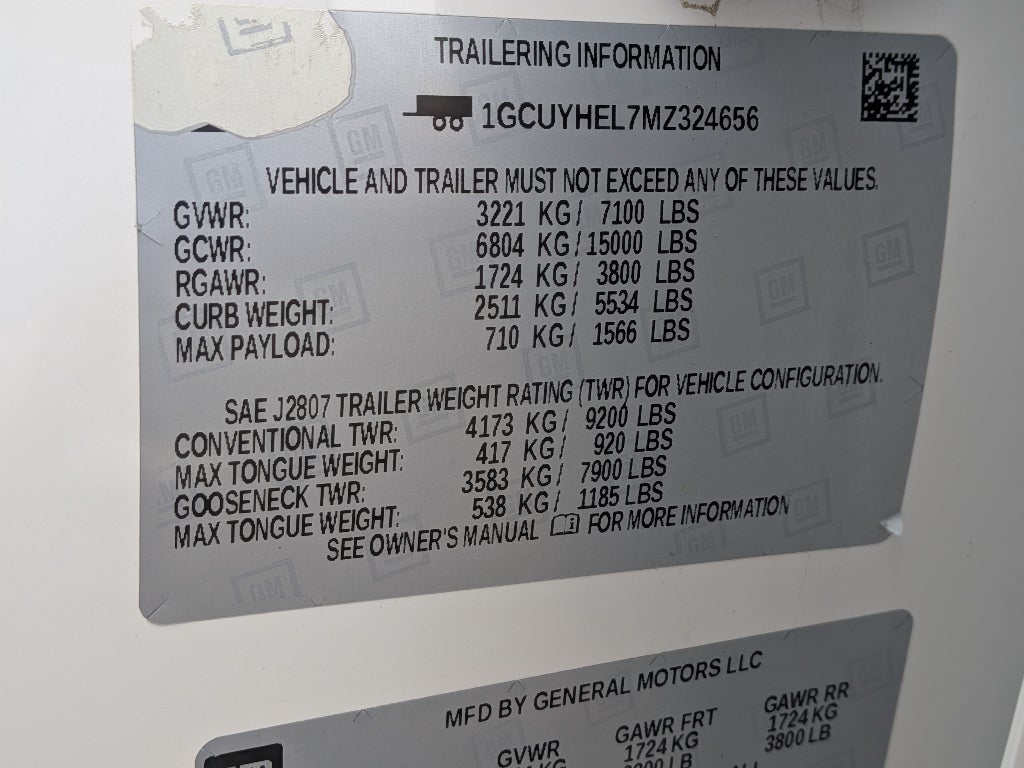 TRAILERING INFORMATION
1GCUYHEL7MZ324656
VEHICLE AND TRAILER MUST NOT EXCEED ANY OF THESE VALUES.
GVWR: 3221 KG/ 7100 LBS
GCWR: 6804 KG/ 15000 LBS
RGAWR: 1724 KG/ 3800 LBS
CURB WEIGHT: 2511 KG/ 5534 LBS
MAX PAYLOAD: 710 KG/ 1566 LBS
SAE J2807 TRAILER WEIGHT RATING (TWR) FOR VEHICLE CONFIGURATION.
CONVENTIONAL TWR: 4173 KG/ 9200 LBS
MAX TONGUE WEIGHT: 417 KG/ 920 LBS
GOOSENECK TWR: 3583 KG/ 7900 LBS
MAX TONGUE WEIGHT: 538 KG/ 1185 LBS
SEE OWNER'S MANUAL FOR MORE INFORMATION
MFD BY GENERAL MOTORS LLC
GVWR GAWR FRT GAWR RR
KG 1724 KG 1724 KG
LB 3800 LB